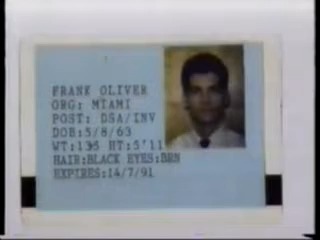 FRANK OLIVER
ORG: MIAMI
POST: DSA/INV
DOB:5/8/63
WT:135 HT:5'11
HAIR:BLACK EYES:BRN
EXPIRES:14/7/91